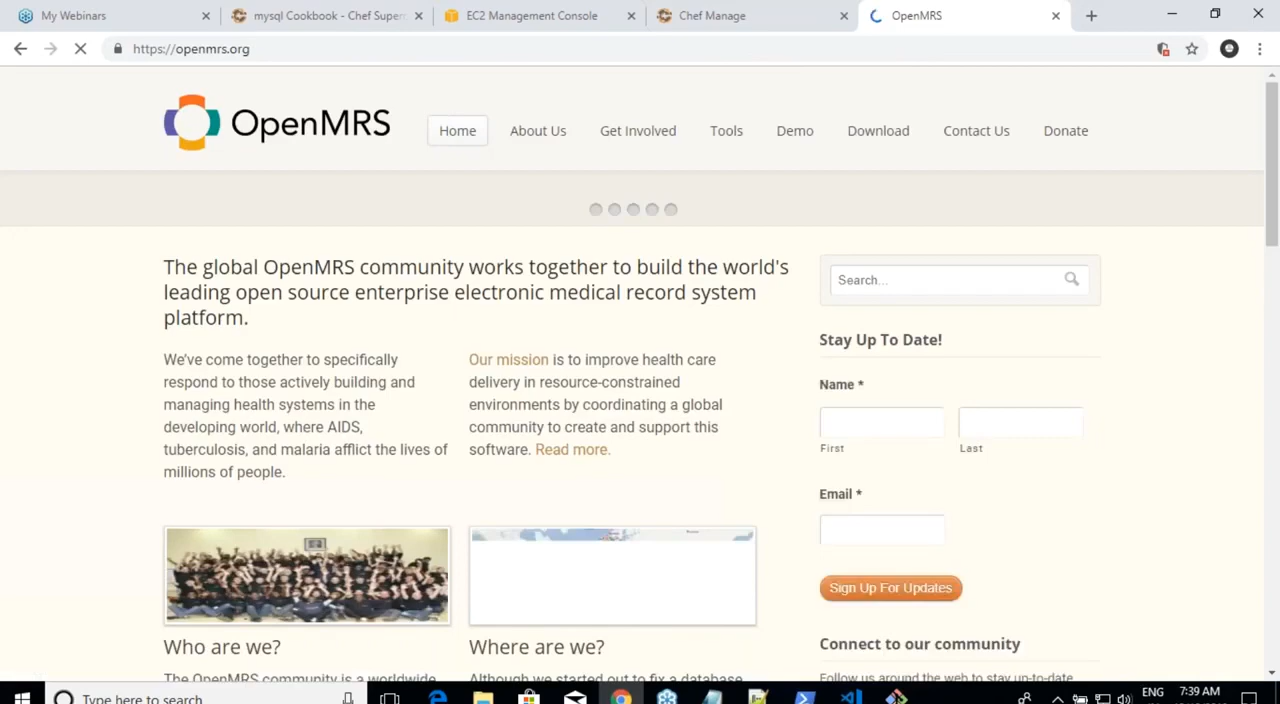 My Webinars
mysql Cookbook - Chef Superm
EC2 Management Console
Chef Manage
OpenMRS
https://openmrs.org
OpenMRS
Home
About Us
Get Involved
Tools
Demo
Download
Contact Us
Donate
The global OpenMRS community works together to build the world's
leading open source enterprise electronic medical record system
platform.
We've come together to specifically
respond to those actively building and
managing health systems in the
developing world, where AIDS,
tuberculosis, and malaria afflict the lives of
millions of people.
Our mission is to improve health care
delivery in resource-constrained
environments by coordinating a global
community to create and support this
software. Read more.
Search...
Stay Up To Date!
Name *
First
Last
Email *
Sign Up For Updates
Connect to our community
Follow us around the web to stay up-to-date
Who are we?
The OpenMRS community is a worldwide
Where are we?
Although we started out to fix a database
Type here to search
ENG
7:39 AM